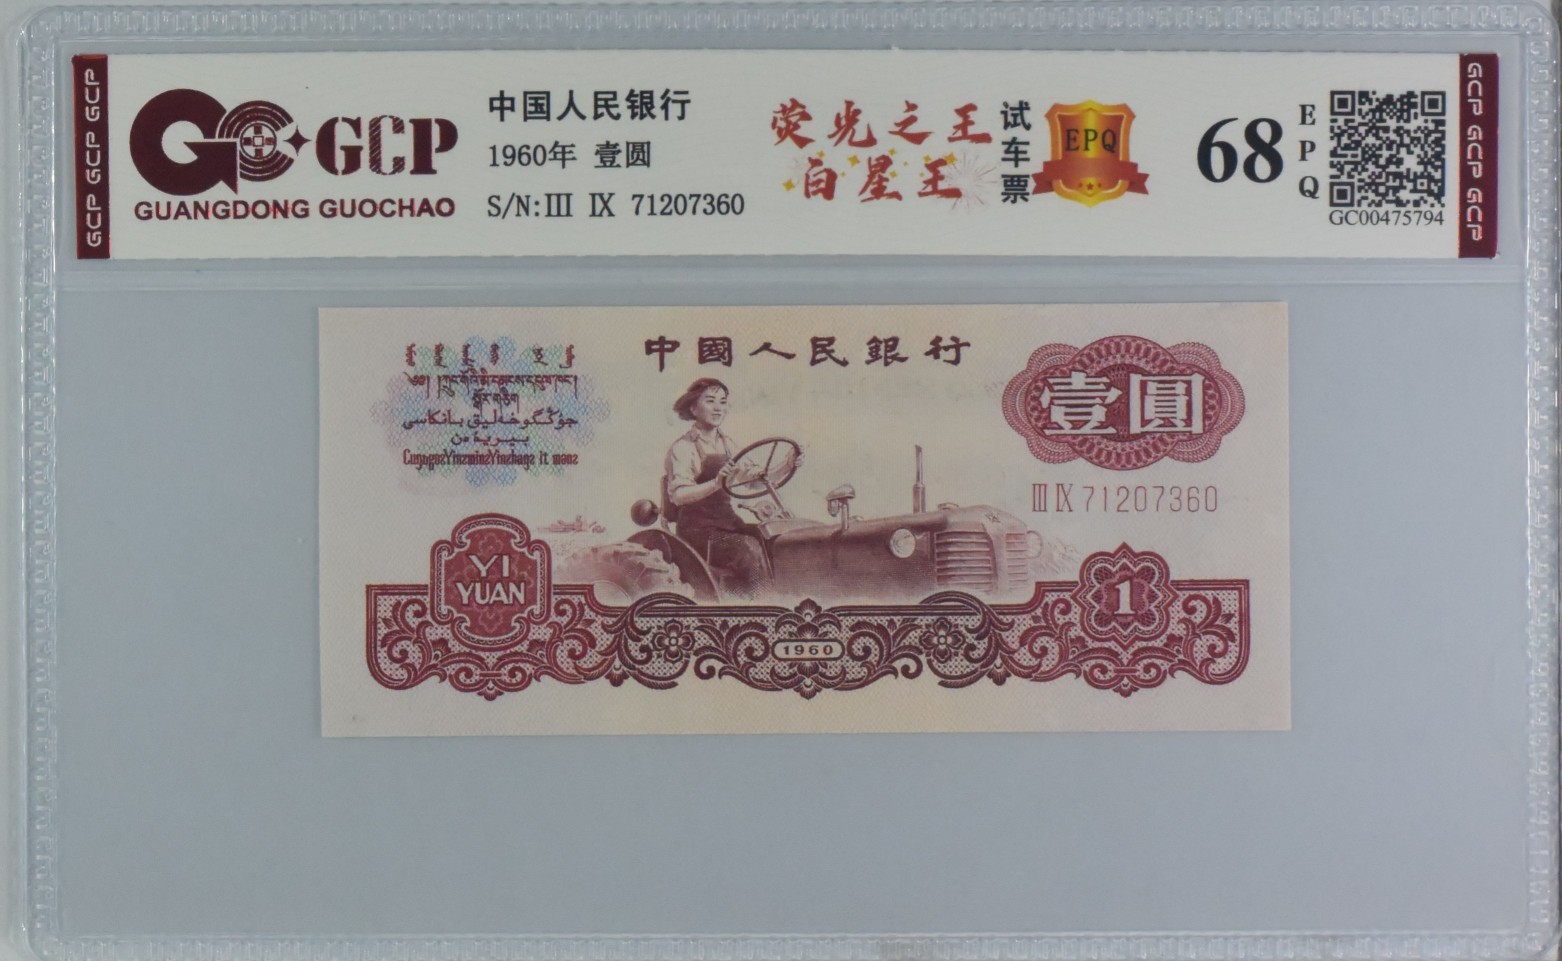 GCP GCP GCP
GCP
GUANGDONG GUOCHAO
中国人民银行
1960年 壹圆
S/N:III IX 71207360
荧光之王
白星王
试车票
EPQ
68
EPQ
GC00475794
GCP GCP GCP
中國人民銀行
壹圓
III IX 71207360
YI
YUAN
1960
1